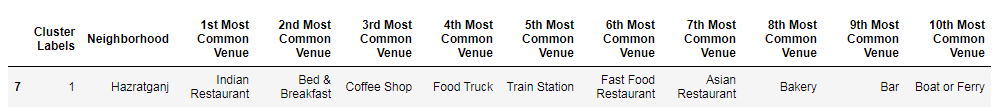 Cluster Labels Neighborhood 1st Most Common Venue 2nd Most Common Venue 3rd Most Common Venue 4th Most Common Venue 5th Most Common Venue 6th Most Common Venue 7th Most Common Venue 8th Most Common Venue 9th Most Common Venue 10th Most Common Venue
7 1 Hazratganj Indian Restaurant Bed & Breakfast Coffee Shop Food Truck Train Station Fast Food Restaurant Asian Restaurant Bakery Bar Boat or Ferry